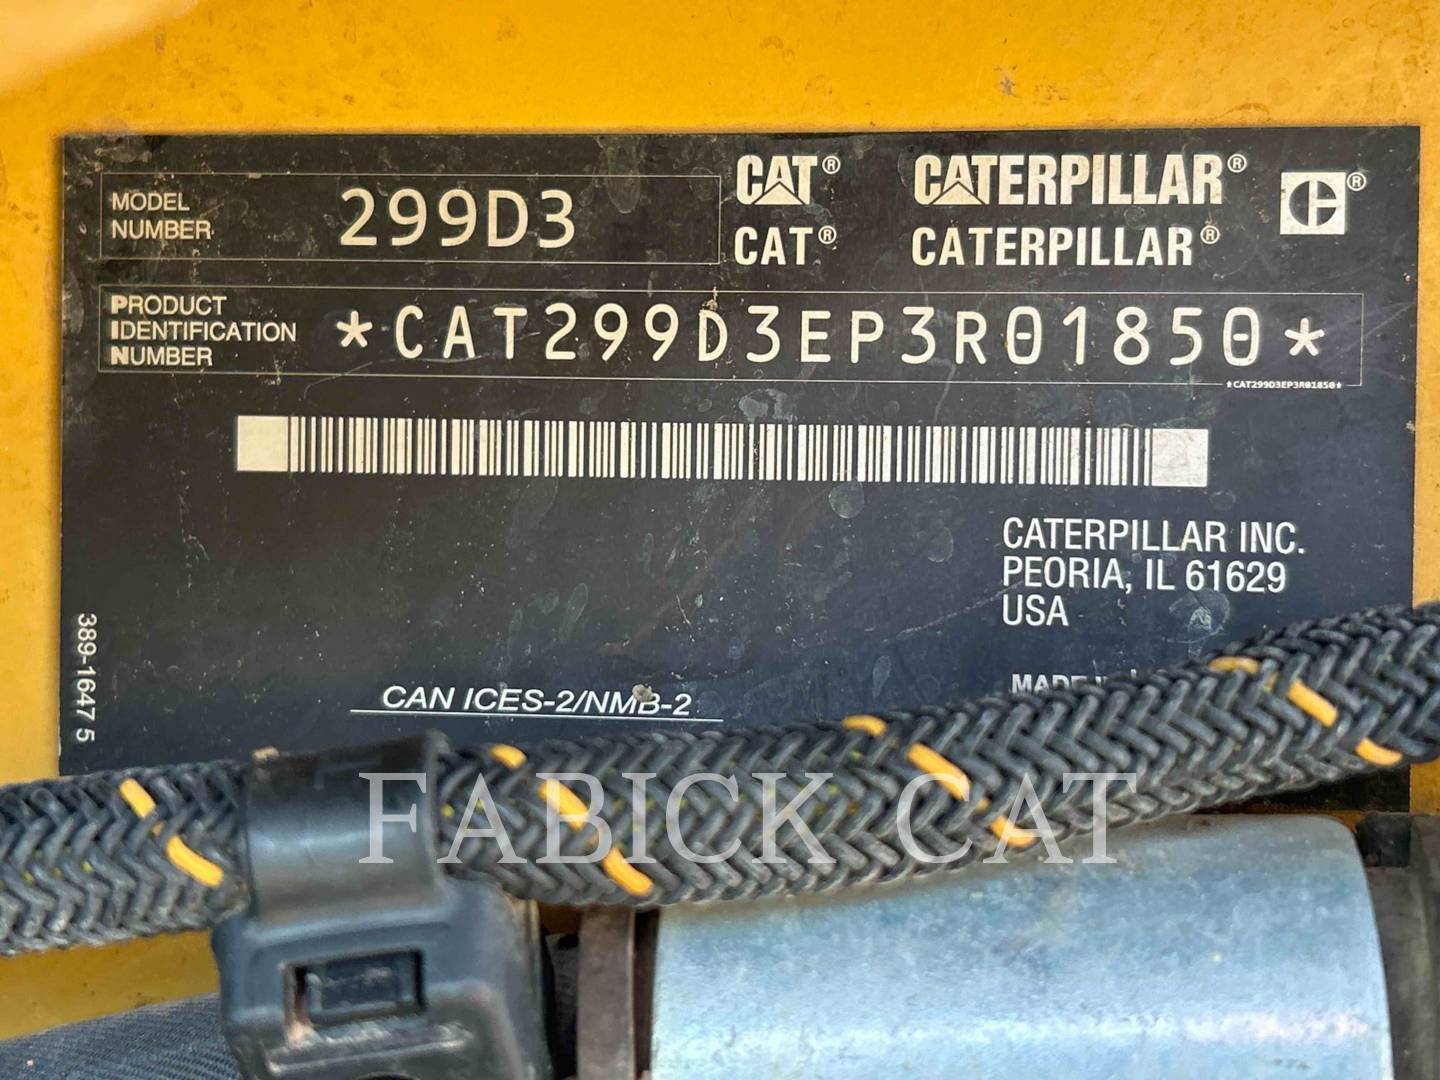 MODEL NUMBER 299D3
CAT® CATERPILLAR®
CAT® CATERPILLAR®
PRODUCT IDENTIFICATION NUMBER *CAT299D3EP3R01850*
*CAT299D3EP3R01850*
CATERPILLAR INC.
PEORIA, IL 61629
USA
MADE
389-1647 5
CAN ICES-2/NMB-2
FABICK CAT